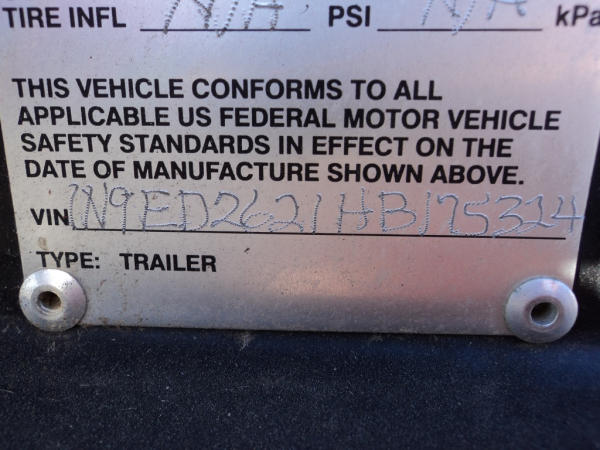 TIRE INFL N/A PSI N/A kPa
THIS VEHICLE CONFORMS TO ALL
APPLICABLE US FEDERAL MOTOR VEHICLE
SAFETY STANDARDS IN EFFECT ON THE
DATE OF MANUFACTURE SHOWN ABOVE.
VIN 1N9ED2621HB175324
TYPE: TRAILER